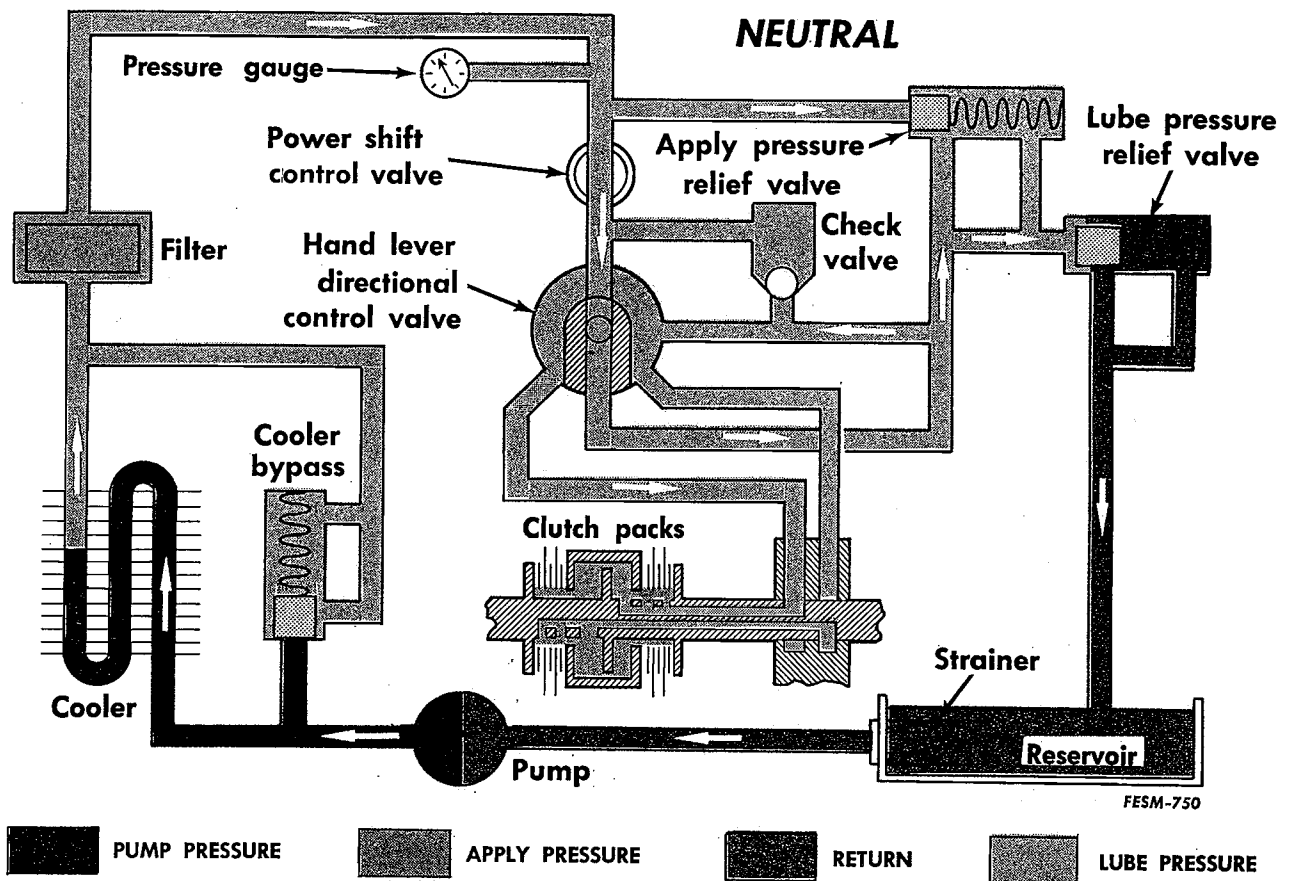 NEUTRAL
Pressure gauge
Power shift
control valve
Apply pressure
relief valve
Lube pressure
relief valve
Filter
Hand lever
directional
control valve
Check
valve
Cooler
bypass
Clutch packs
Cooler
Strainer
Pump
Reservoir
FESM-750
PUMP PRESSURE
APPLY PRESSURE
RETURN
LUBE PRESSURE